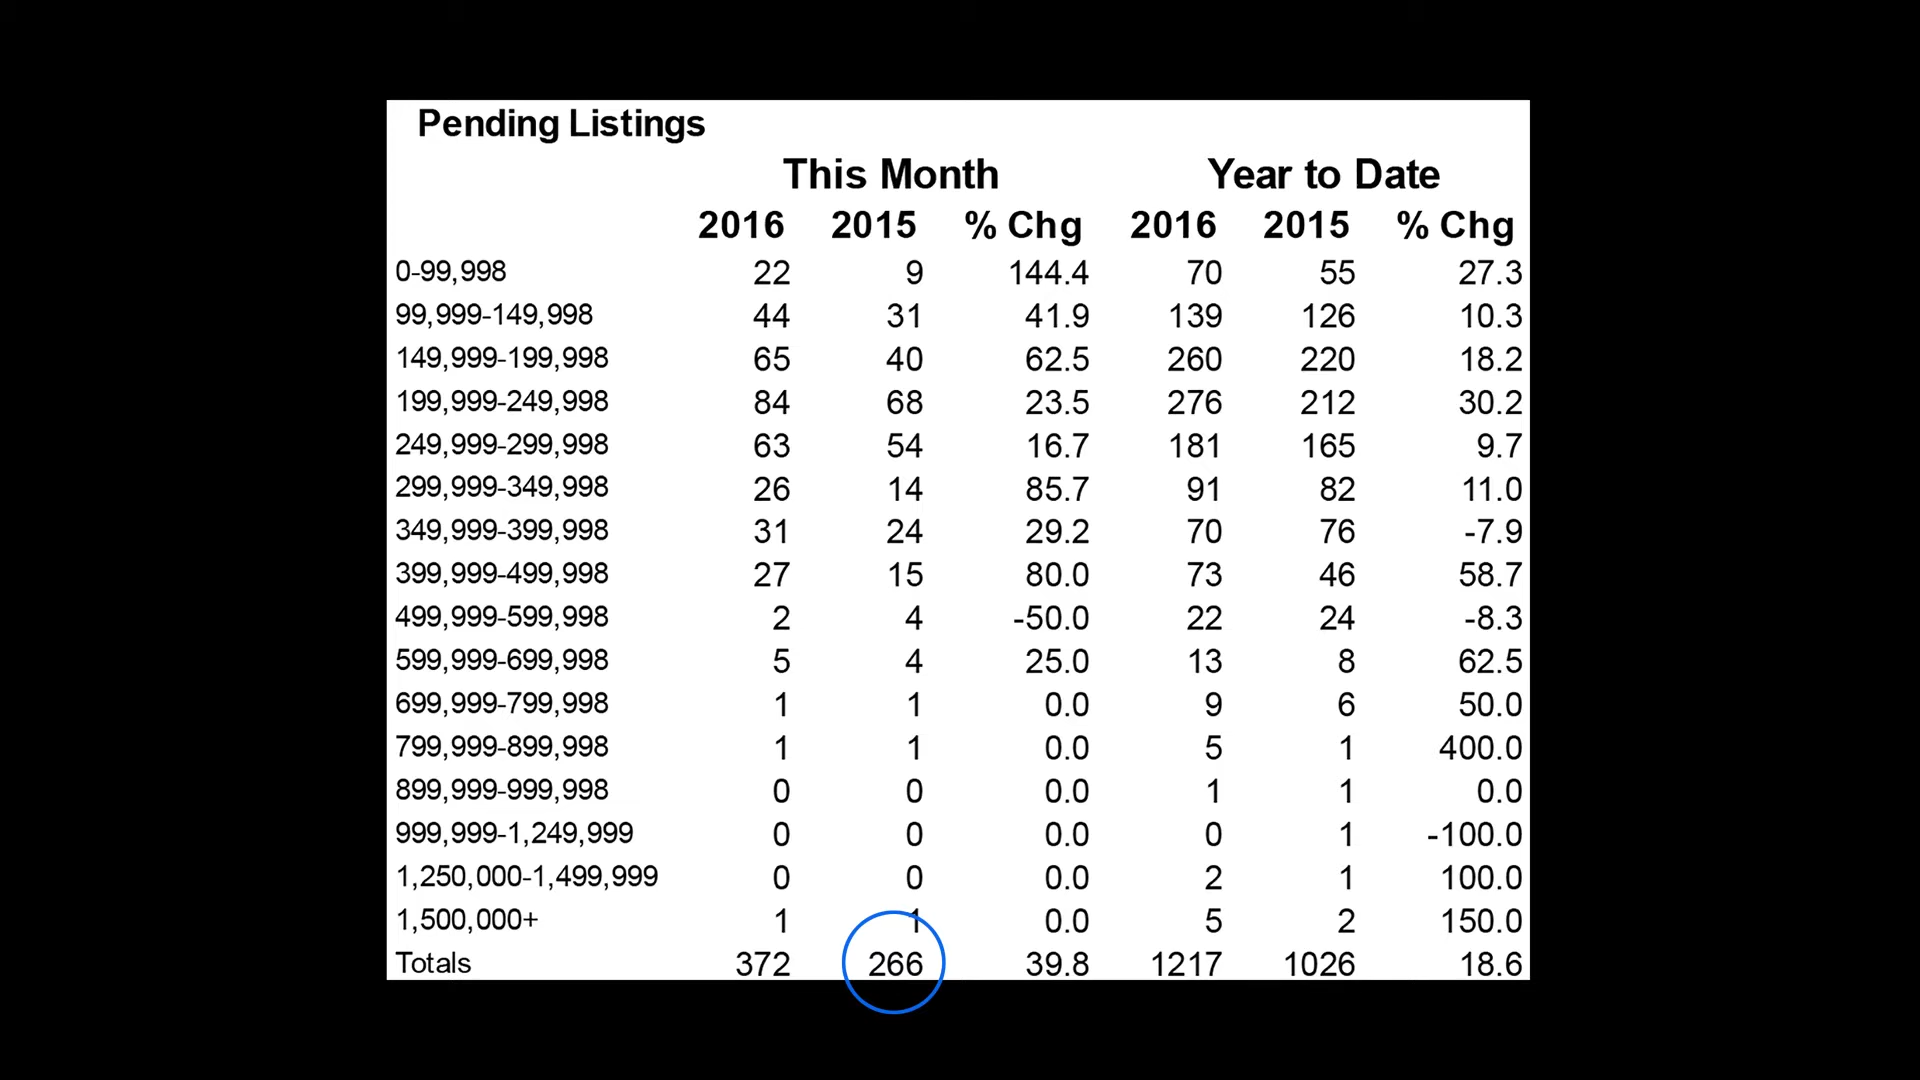 Pending Listings
This Month Year to Date
2016 2015 % Chg 2016 2015 % Chg
0-99,998 22 9 144.4 70 55 27.3
99,999-149,998 44 31 41.9 139 126 10.3
149,999-199,998 65 40 62.5 260 220 18.2
199,999-249,998 84 68 23.5 276 212 30.2
249,999-299,998 63 54 16.7 181 165 9.7
299,999-349,998 26 14 85.7 91 82 11.0
349,999-399,998 31 24 29.2 70 76 -7.9
399,999-499,998 27 15 80.0 73 46 58.7
499,999-599,998 2 4 -50.0 22 24 -8.3
599,999-699,998 5 4 25.0 13 8 62.5
699,999-799,998 1 1 0.0 9 6 50.0
799,999-899,998 1 1 0.0 5 1 400.0
899,999-999,998 0 0 0.0 1 1 0.0
999,999-1,249,999 0 0 0.0 0 1 -100.0
1,250,000-1,499,999 0 0 0.0 2 1 100.0
1,500,000+ 1 1 0.0 5 2 150.0
Totals 372 266 39.8 1217 1026 18.6